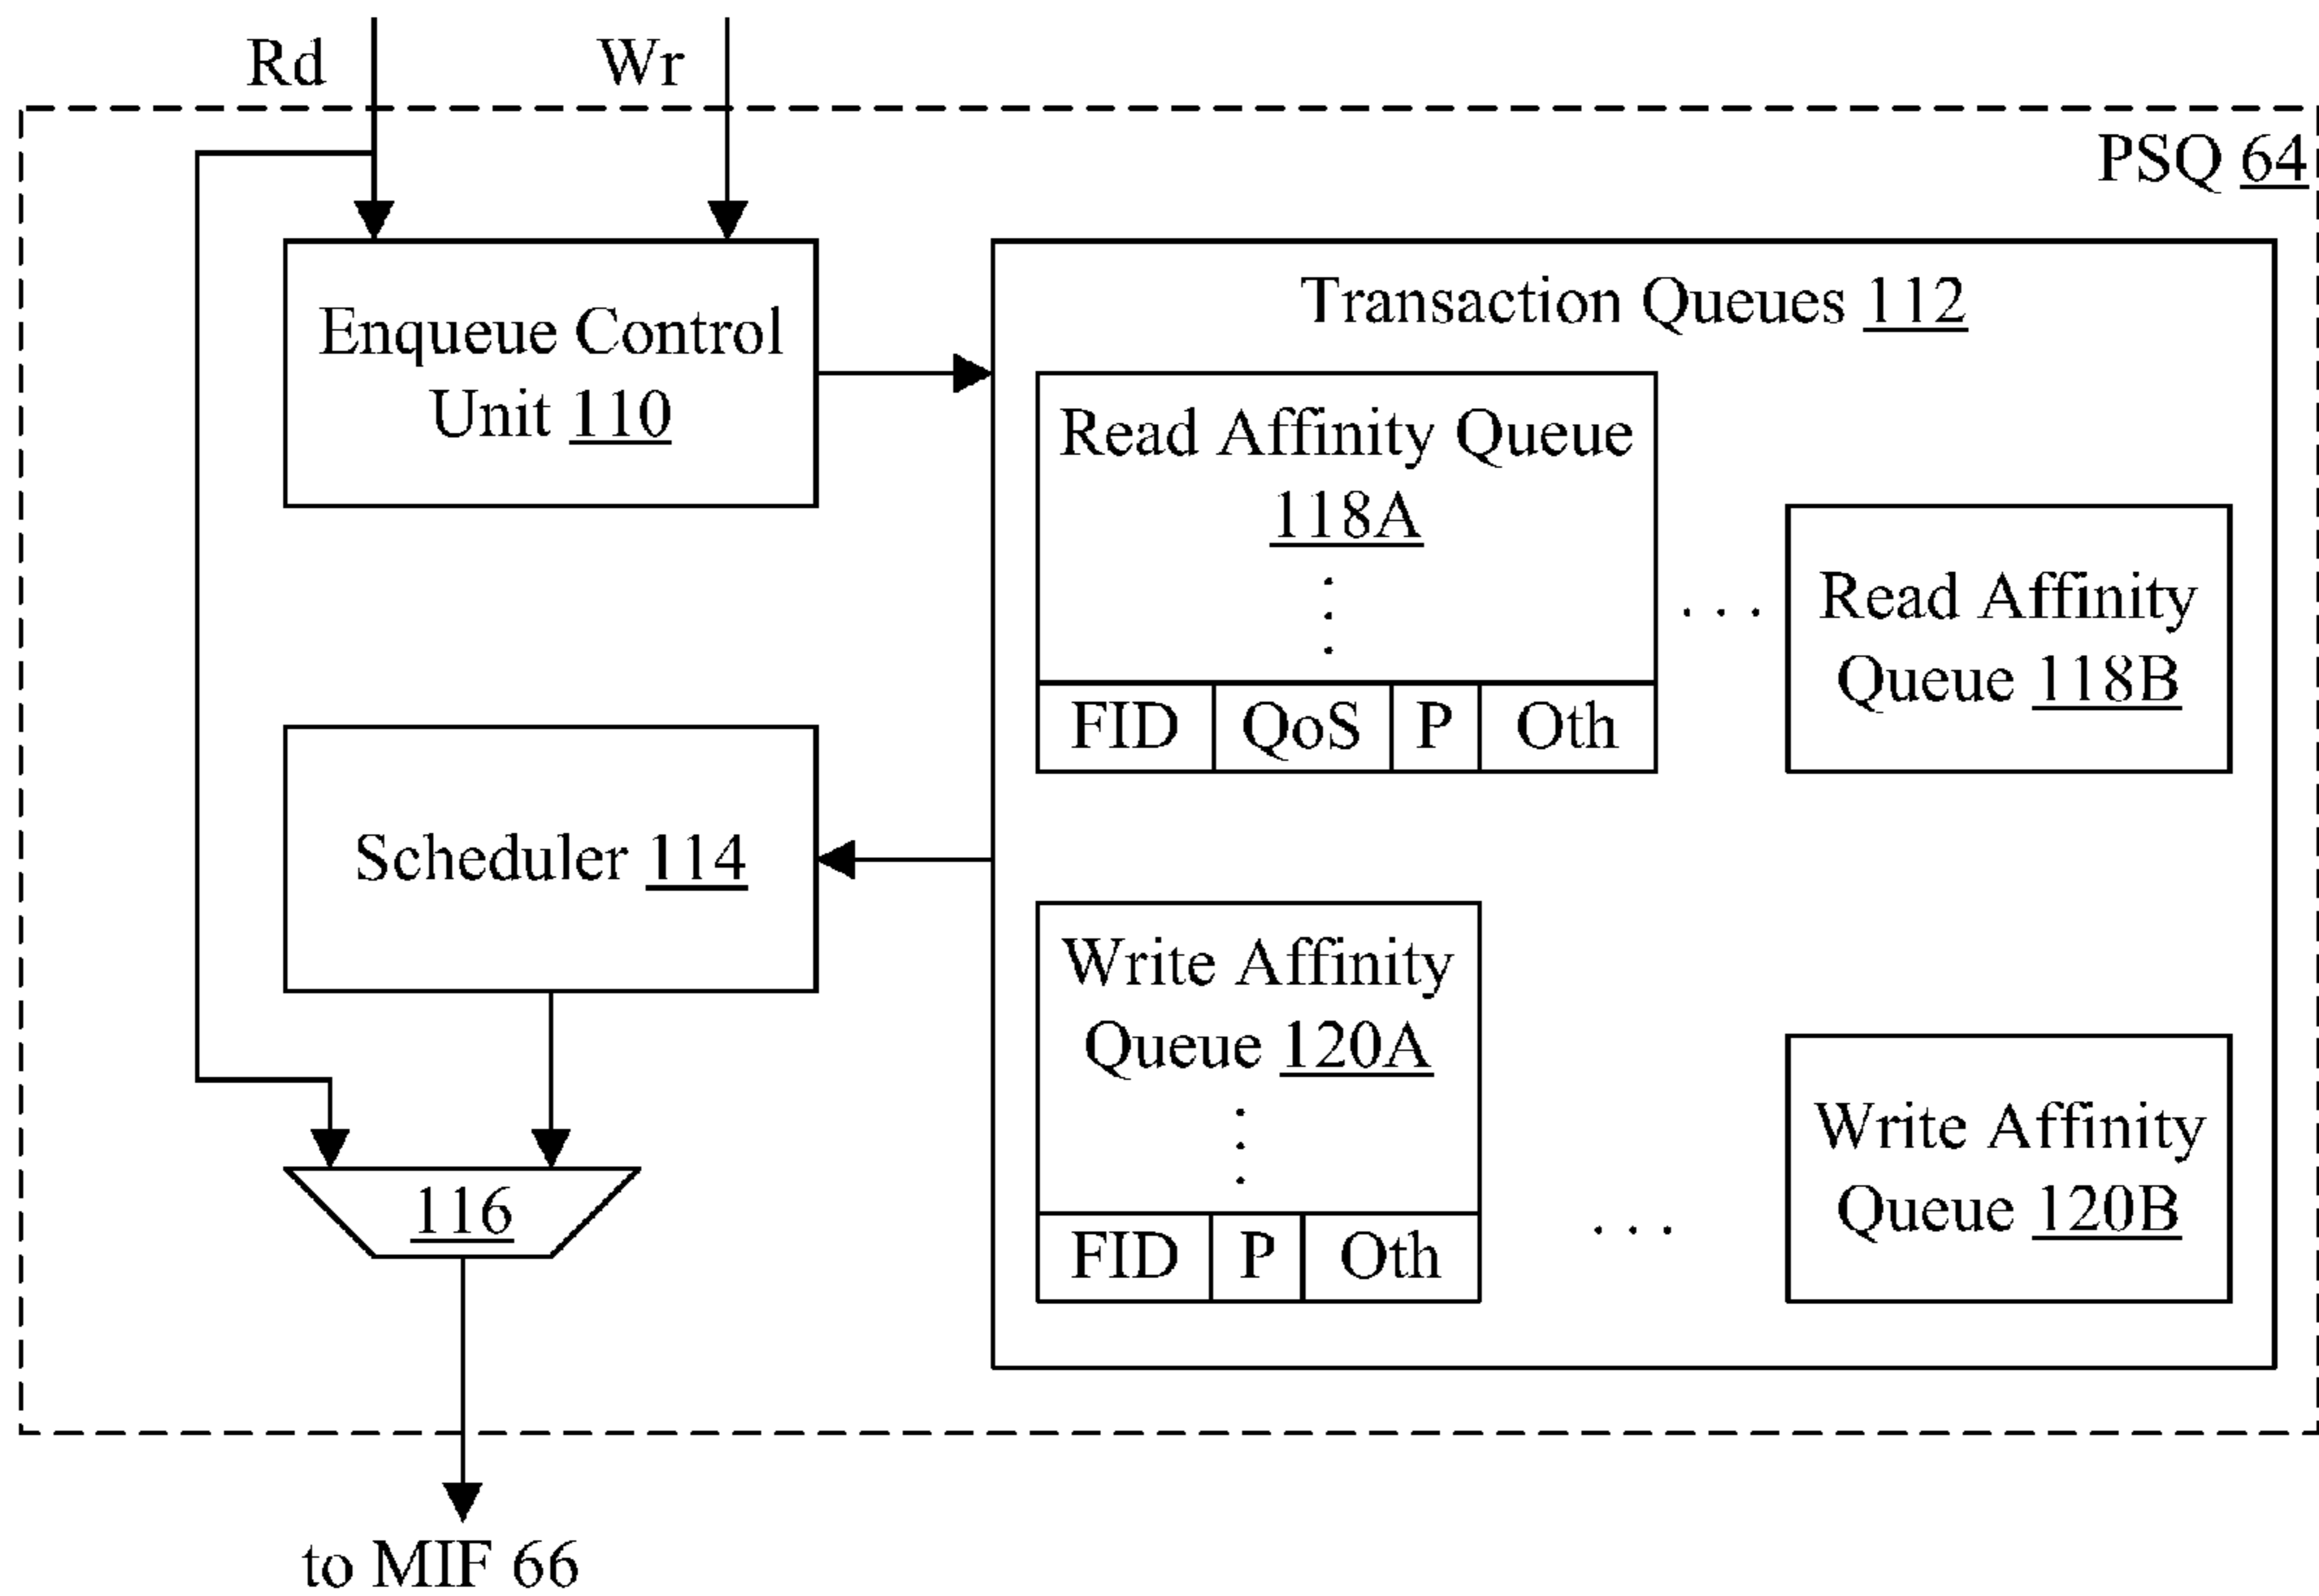 Rd
Wr
PSQ 64
Enqueue Control
Unit 110
Transaction Queues 112
Read Affinity Queue
118A
FID QoS P Oth
. . .
Read Affinity
Queue 118B
Scheduler 114
Write Affinity
Queue 120A
FID P Oth
. . .
Write Affinity
Queue 120B
116
to MIF 66